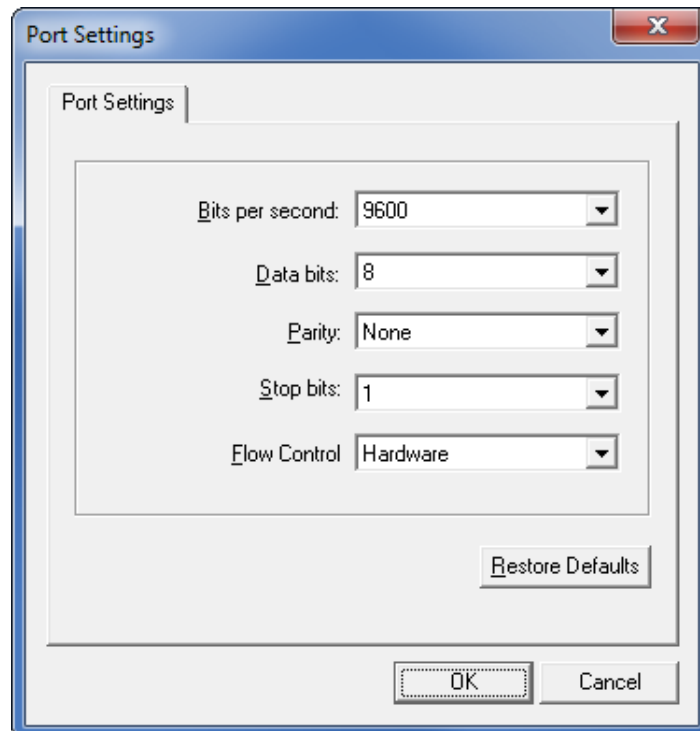 Port Settings
x
Port Settings
Bits per second: 9600
Data bits: 8
Parity: None
Stop bits: 1
Flow Control Hardware
Restore Defaults
OK Cancel